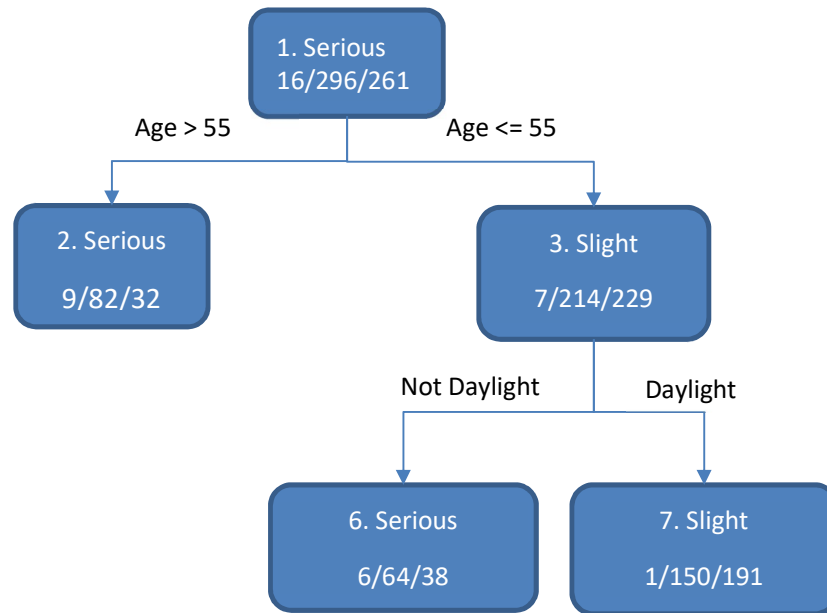 1. Serious
16/296/261
Age > 55
Age <= 55
2. Serious
9/82/32
3. Slight
7/214/229
Not Daylight
Daylight
6. Serious
6/64/38
7. Slight
1/150/191